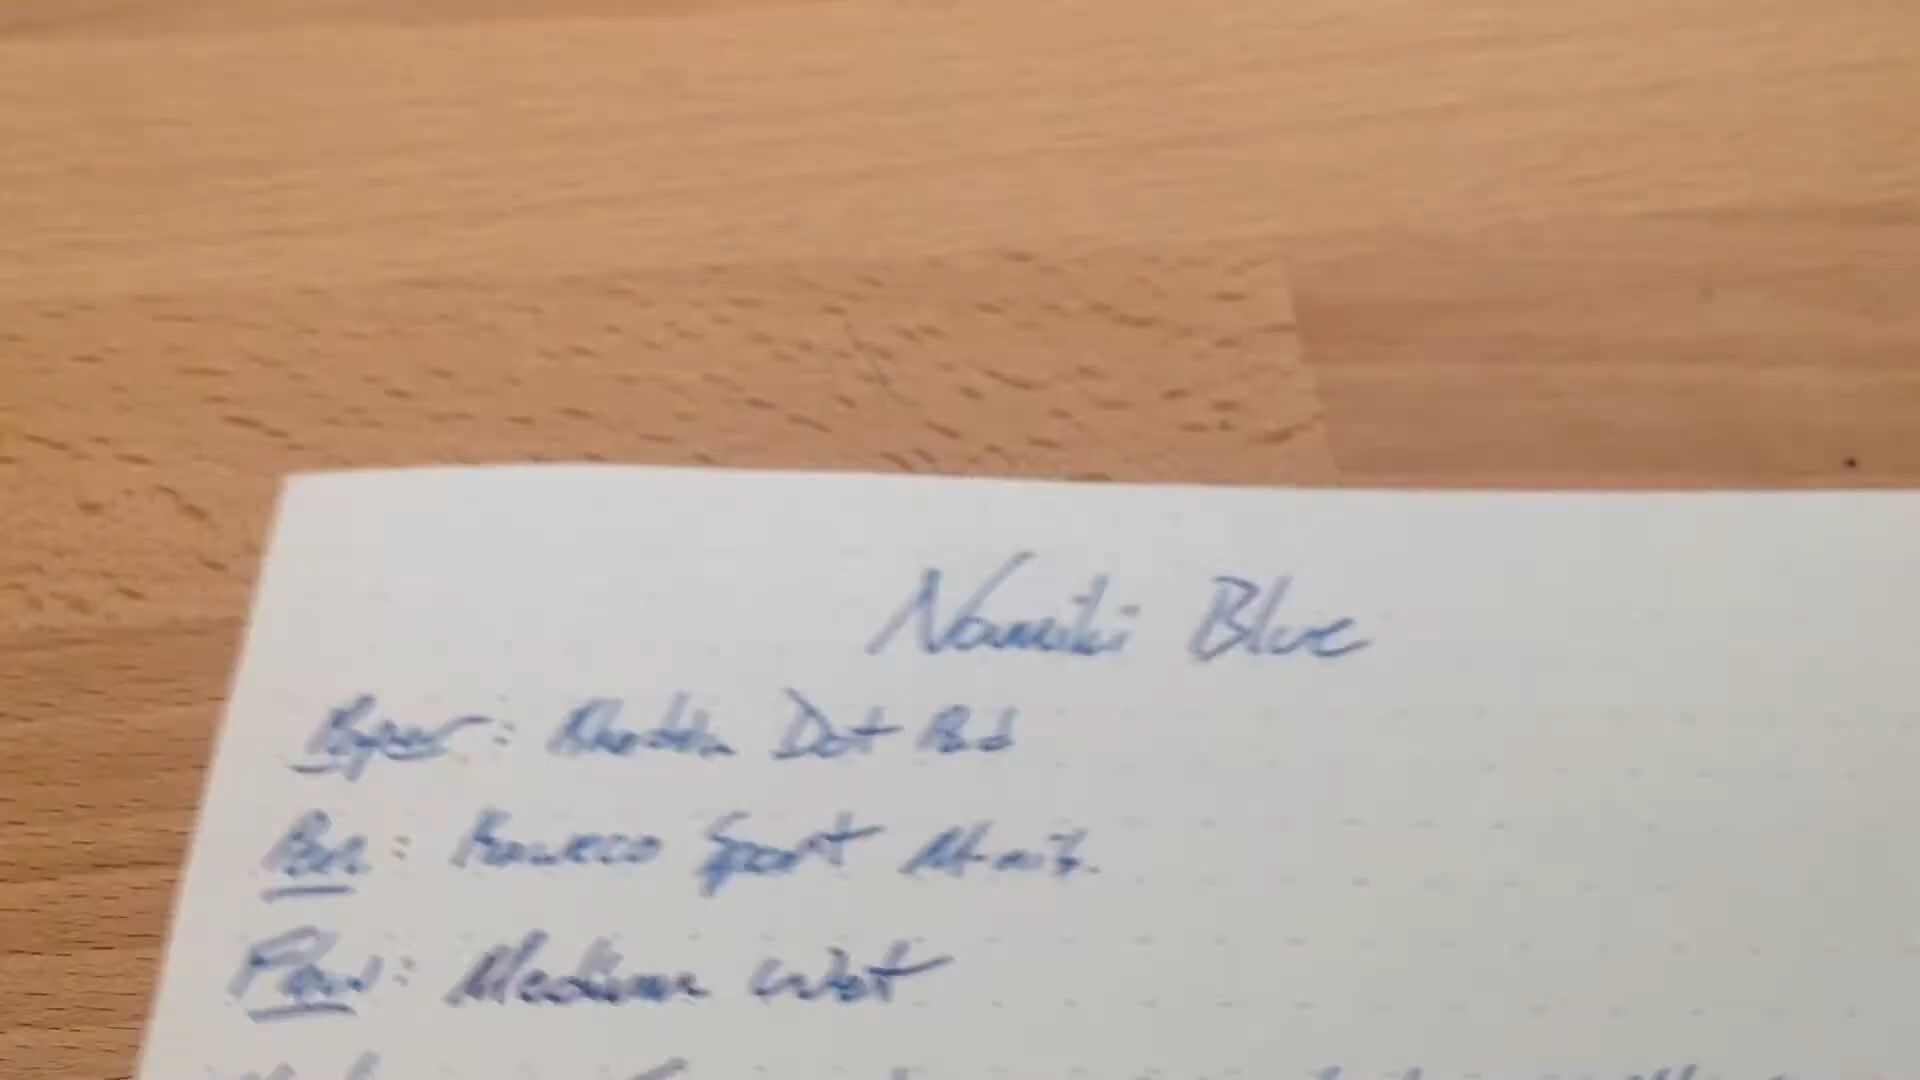 Namiki Blue
Paper: Rhodia Dot Pad
Pen: Kaweco Sport
Flow: Medium Wet